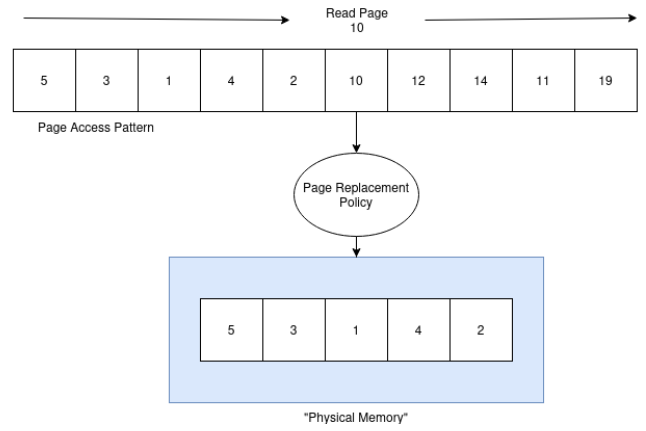 Read Page
10
5 3 1 4 2 10 12 14 11 19
Page Access Pattern
Page Replacement
Policy
5 3 1 4 2
"Physical Memory"